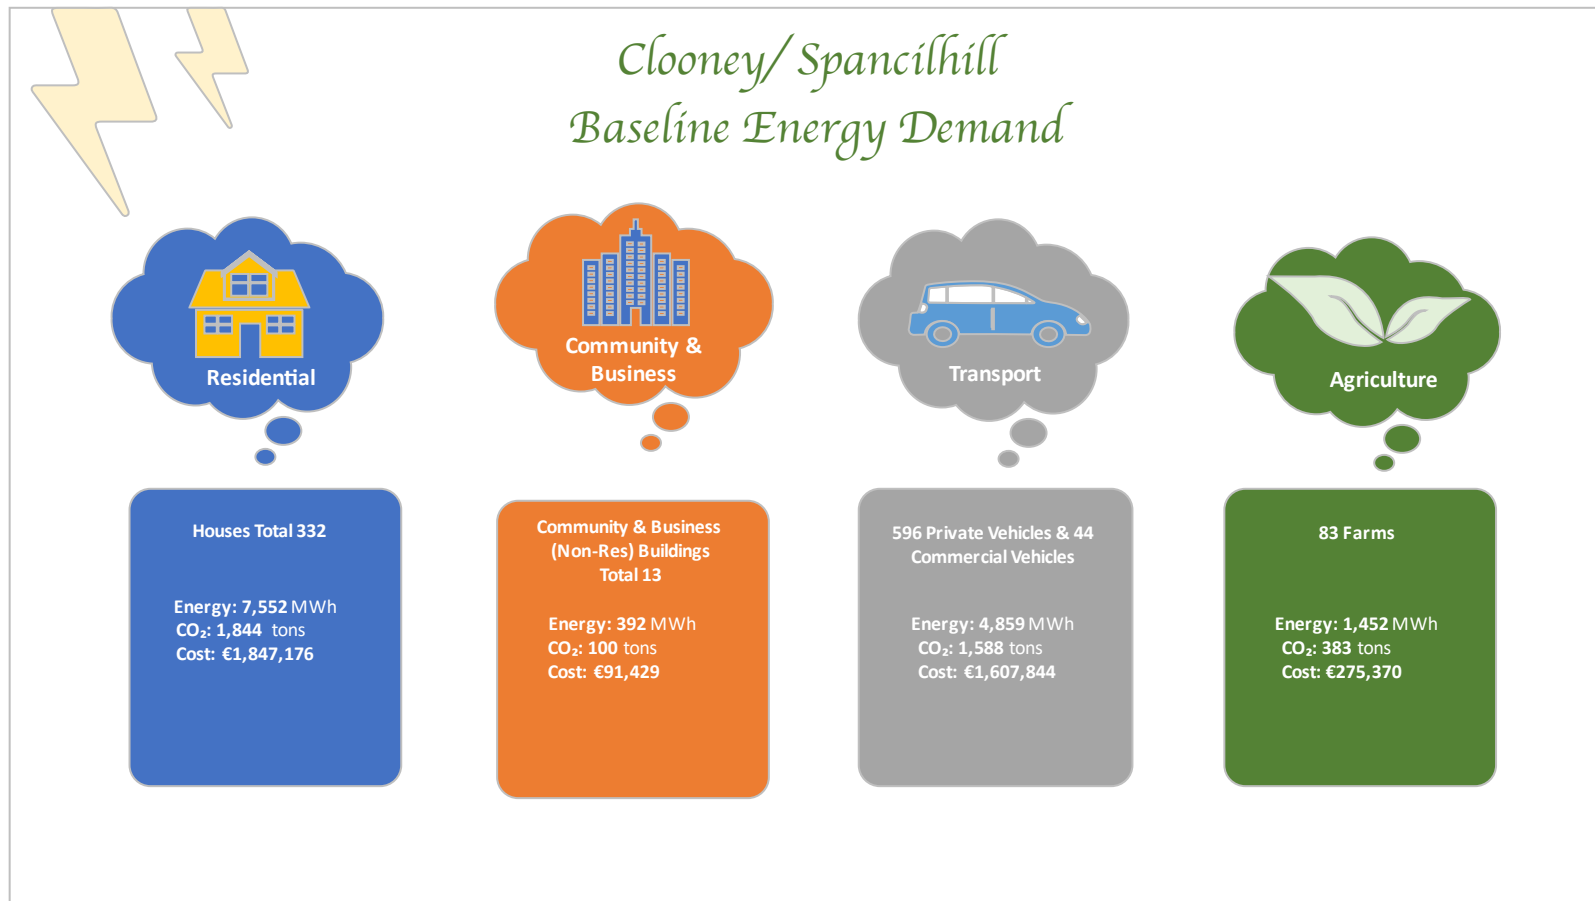 Clooney/ Spancilhill
Baseline Energy Demand
Residential
Community &
Business
Transport
Agriculture
Houses Total 332
Energy: 7,552 MWh
CO₂: 1,844 tons
Cost: €1,847,176
Community & Business
(Non-Res) Buildings
Total 13
Energy: 392 MWh
CO₂: 100 tons
Cost: €91,429
596 Private Vehicles & 44
Commercial Vehicles
Energy: 4,859 MWh
CO₂: 1,588 tons
Cost: €1,607,844
83 Farms
Energy: 1,452 MWh
CO₂: 383 tons
Cost: €275,370